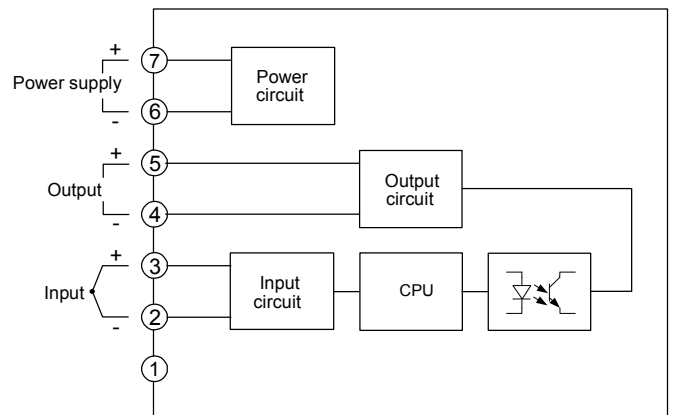 +
7
Power supply
Power
circuit
6
-
+
5
Output
Output
circuit
4
-
+
3
Input
Input
circuit
CPU
2
-
1